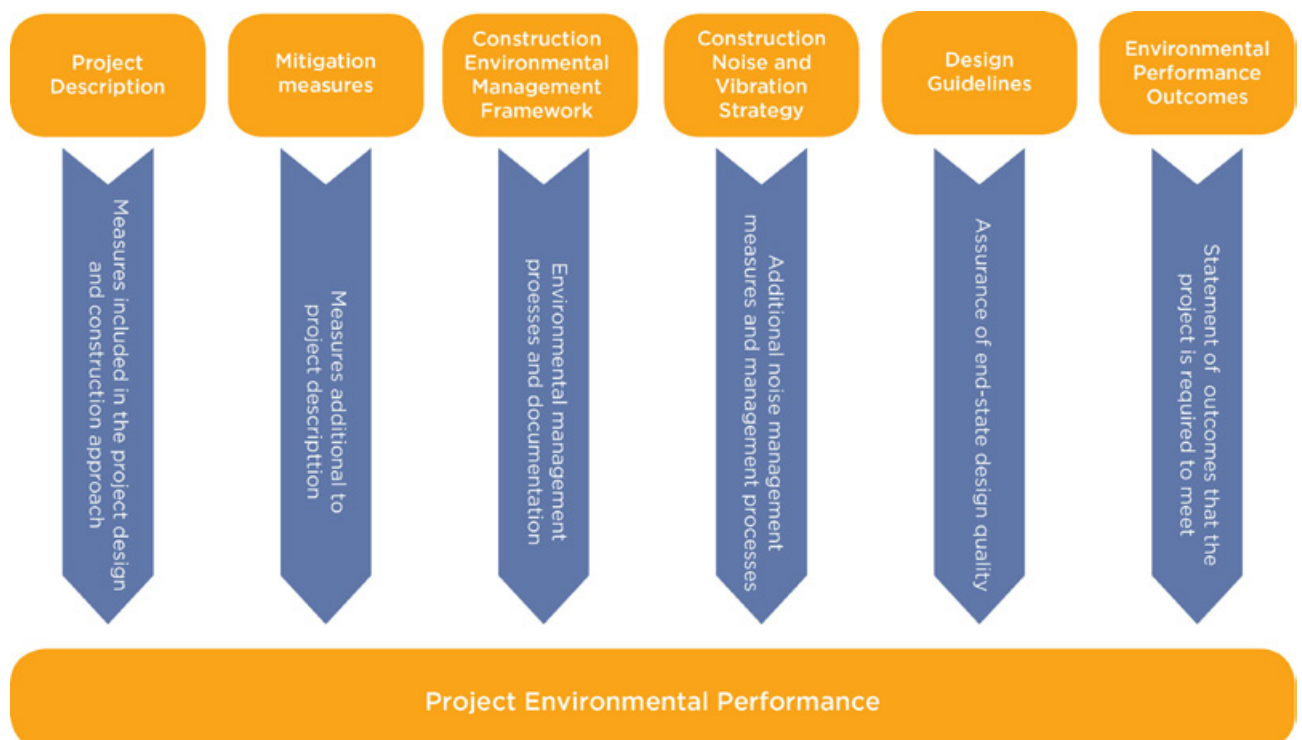 Project
Description
Mitigation
measures
Construction
Environmental
Management
Framework
Construction
Noise and
Vibration
Strategy
Design
Guidelines
Environmental
Performance
Outcomes
Measures included in the project design
and construction approach
Measures additional to
project descripttion
Environmental management
proesses and documentation
Additional noise management
measures and management processes
Assurance of end-state design quality
Statement of outcomes that the
project is required to meet
Project Environmental Performance